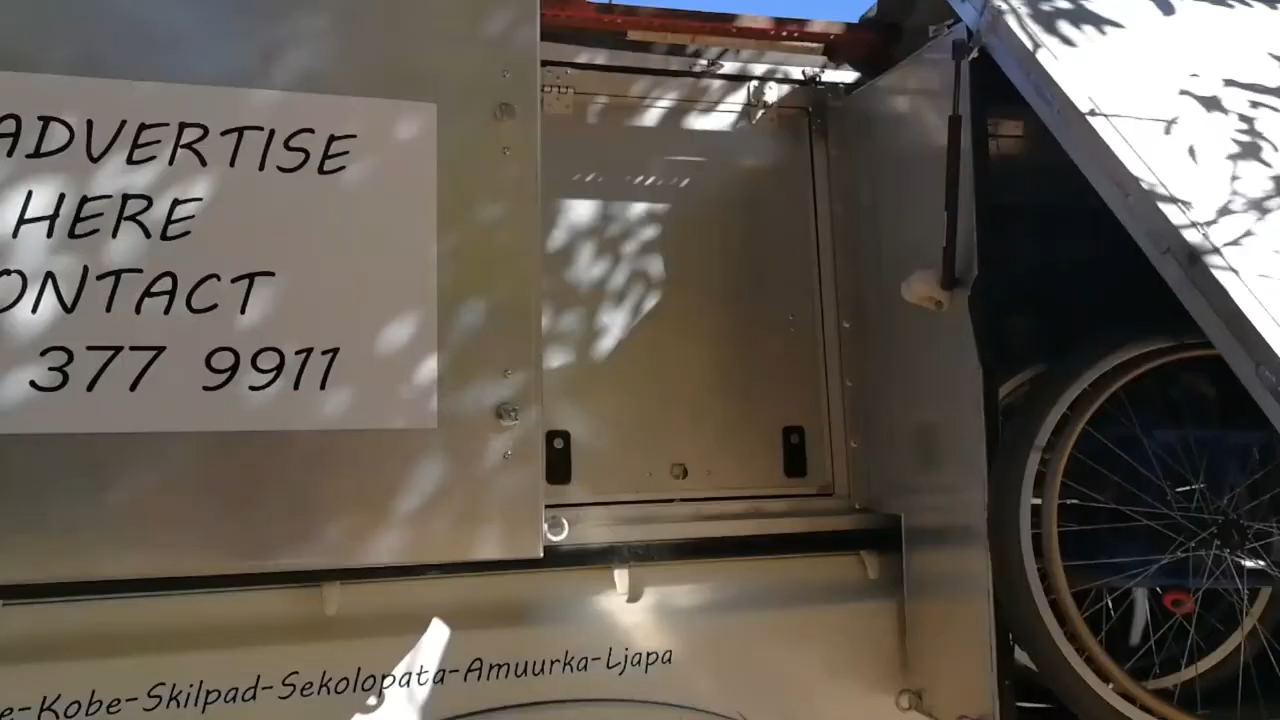 ADVERTISE
HERE
ONTACT
377 9911
e-Kobe-Skilpad-Sekolopata-Amuurka-Ljapa